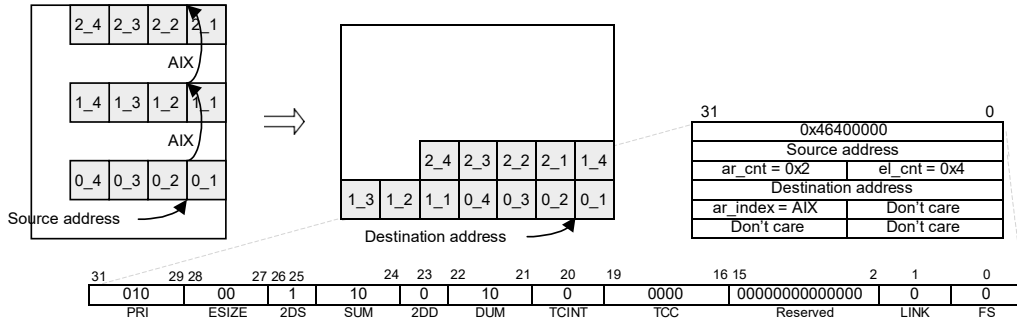 2_4 2_3 2_2 2_1
AIX
1_4 1_3 1_2 1_1
AIX
0_4 0_3 0_2 0_1
Source address
2_4 2_3 2_2 2_1 1_4
1_3 1_2 1_1 0_4 0_3 0_2 0_1
Destination address
31 0
0x46400000
Source address
ar_cnt = 0x2 el_cnt = 0x4
Destination address
ar_index = AIX Don't care
Don't care Don't care
31 29 28 27 26 25 24 23 22 21 20 19 16 15 2 1 0
010 00 1 10 0 10 0 0000 00000000000000 0 0
PRI ESIZE 2DS SUM 2DD DUM TCINT TCC Reserved LINK FS